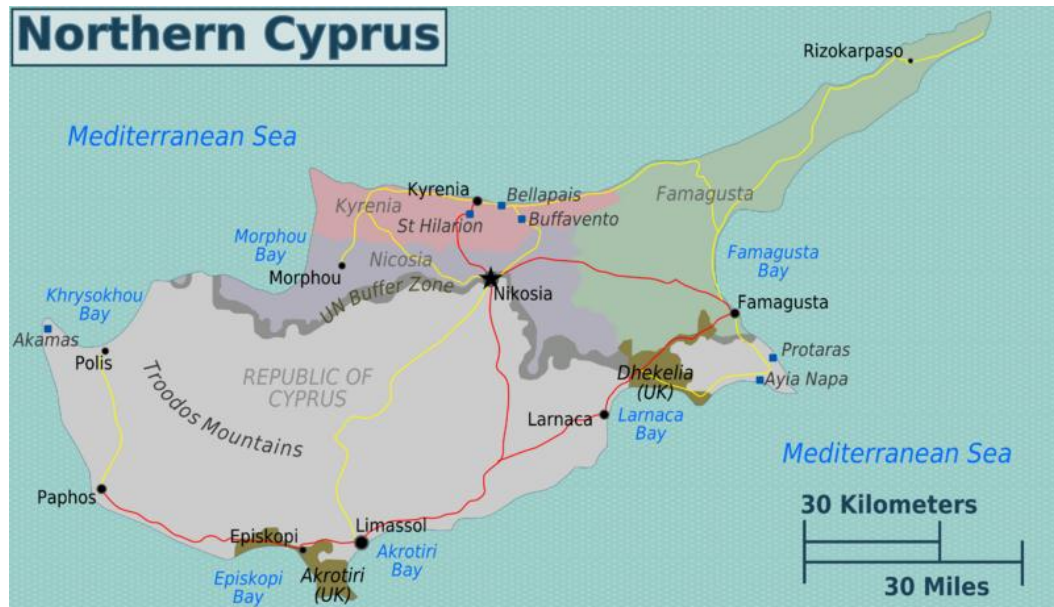 Northern Cyprus
Rizokarpaso
Mediterranean Sea
Kyrenia
Bellapais
Famagusta
Kyrenia
St Hilarion
Buffavento
Morphou
Bay
Nicosia
Morphou
UN Buffer Zone
Nikosia
Famagusta
Bay
Khrysokhou
Bay
Famagusta
Akamas
Polis
Protaras
Ayia Napa
Troodos Mountains
REPUBLIC OF
CYPRUS
Dhekelia
(UK)
Larnaca
Larnaca
Bay
Mediterranean Sea
Paphos
30 Kilometers
30 Miles
Limassol
Episkopi
Akrotiri
Bay
Episkopi
Bay
Akrotiri
(UK)